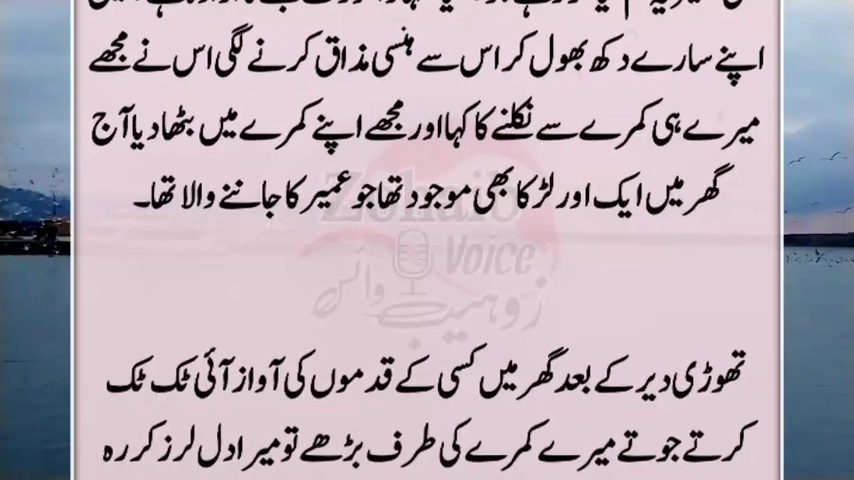 اپنے سارے دکھ بھول کر اس سے ہنسی مذاق کرنے لگی اس نے مجھے
میرے ہی کمرے سے نکلنے کا کہا اور مجھے اپنے کمرے میں بٹھا دیا آج
گھر میں ایک اور لڑکا بھی موجود تھا جو عمیر کا جاننے والا تھا۔
Zohaib
Voice
زوہیب وائس
تھوڑی دیر کے بعد گھر میں کسی کے قدموں کی آواز آئی ٹک ٹک
کرتے جوتے میرے کمرے کی طرف بڑھے تو میرا دل لرز کر رہ